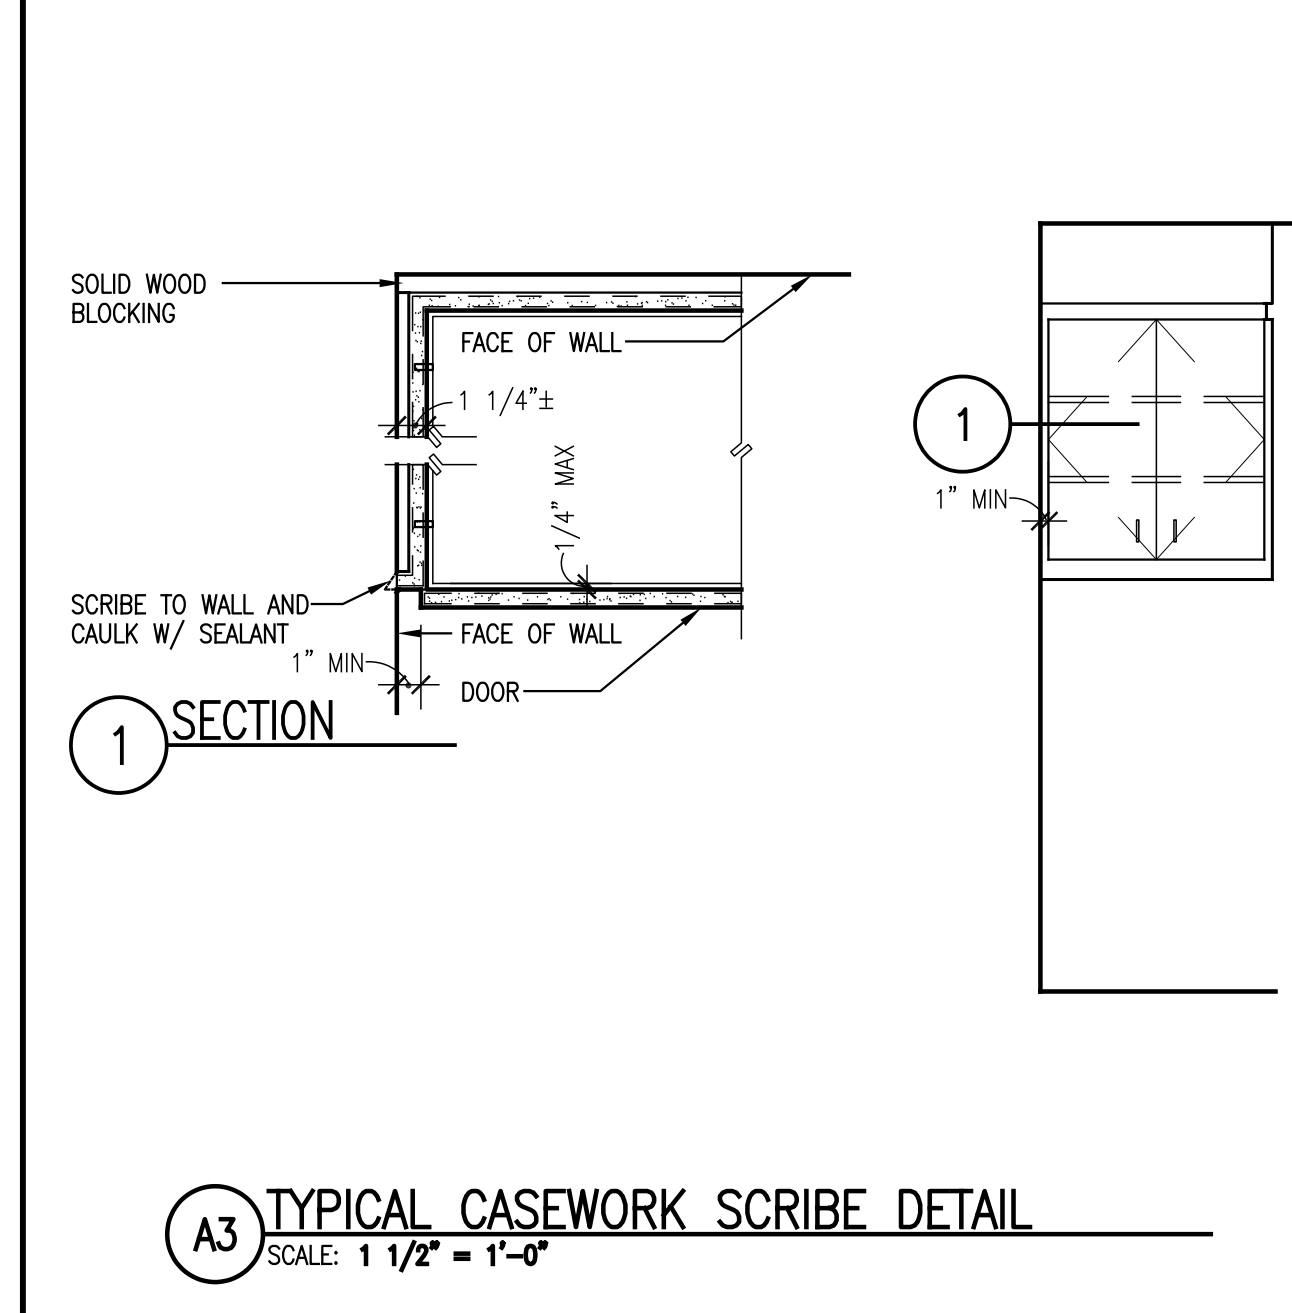 SOLID WOOD
BLOCKING
FACE OF WALL
1 1/4"±
1/4" MAX
SCRIBE TO WALL AND
CAULK W/ SEALANT
FACE OF WALL
1" MIN
DOOR
1
SECTION
1
1" MIN
A3
TYPICAL CASEWORK SCRIBE DETAIL
SCALE: 1 1/2" = 1'-0"